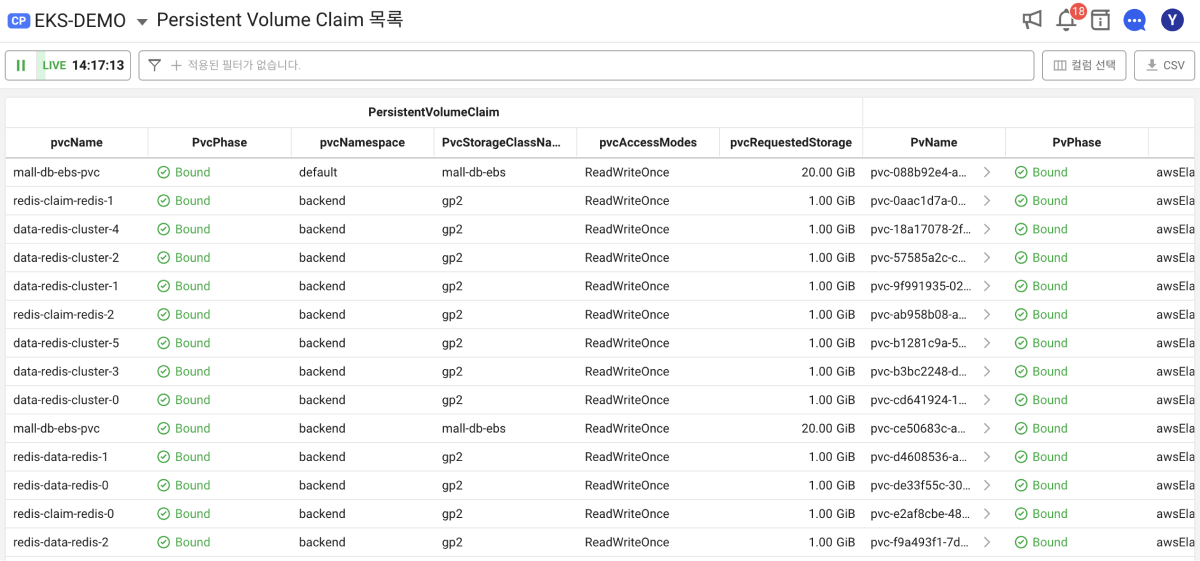 CP EKS-DEMO Persistent Volume Claim 목록 18 Y
LIVE 14:17:13 적용된 필터가 없습니다. 컬럼 선택 CSV
PersistentVolumeClaim
pvcName PvcPhase pvcNamespace PvcStorageClassNa... pvcAccessModes pvcRequestedStorage PvName PvPhase
mall-db-ebs-pvc Bound default mall-db-ebs ReadWriteOnce 20.00 GiB pvc-088b92e4-a... Bound awsEla
redis-claim-redis-1 Bound backend gp2 ReadWriteOnce 1.00 GiB pvc-0aac1d7a-0... Bound awsEla
data-redis-cluster-4 Bound backend gp2 ReadWriteOnce 1.00 GiB pvc-18a17078-2f... Bound awsEla
data-redis-cluster-2 Bound backend gp2 ReadWriteOnce 1.00 GiB pvc-57585a2c-c... Bound awsEla
data-redis-cluster-1 Bound backend gp2 ReadWriteOnce 1.00 GiB pvc-9f991935-02... Bound awsEla
redis-claim-redis-2 Bound backend gp2 ReadWriteOnce 1.00 GiB pvc-ab958b08-a... Bound awsEla
data-redis-cluster-5 Bound backend gp2 ReadWriteOnce 1.00 GiB pvc-b1281c9a-5... Bound awsEla
data-redis-cluster-3 Bound backend gp2 ReadWriteOnce 1.00 GiB pvc-b3bc2248-d... Bound awsEla
data-redis-cluster-0 Bound backend gp2 ReadWriteOnce 1.00 GiB pvc-cd641924-1... Bound awsEla
mall-db-ebs-pvc Bound backend mall-db-ebs ReadWriteOnce 20.00 GiB pvc-ce50683c-a... Bound awsEla
redis-data-redis-1 Bound backend gp2 ReadWriteOnce 1.00 GiB pvc-d4608536-a... Bound awsEla
redis-data-redis-0 Bound backend gp2 ReadWriteOnce 1.00 GiB pvc-de33f55c-30... Bound awsEla
redis-claim-redis-0 Bound backend gp2 ReadWriteOnce 1.00 GiB pvc-e2af8cbe-48... Bound awsEla
redis-data-redis-2 Bound backend gp2 ReadWriteOnce 1.00 GiB pvc-f9a493f1-7d... Bound awsEla